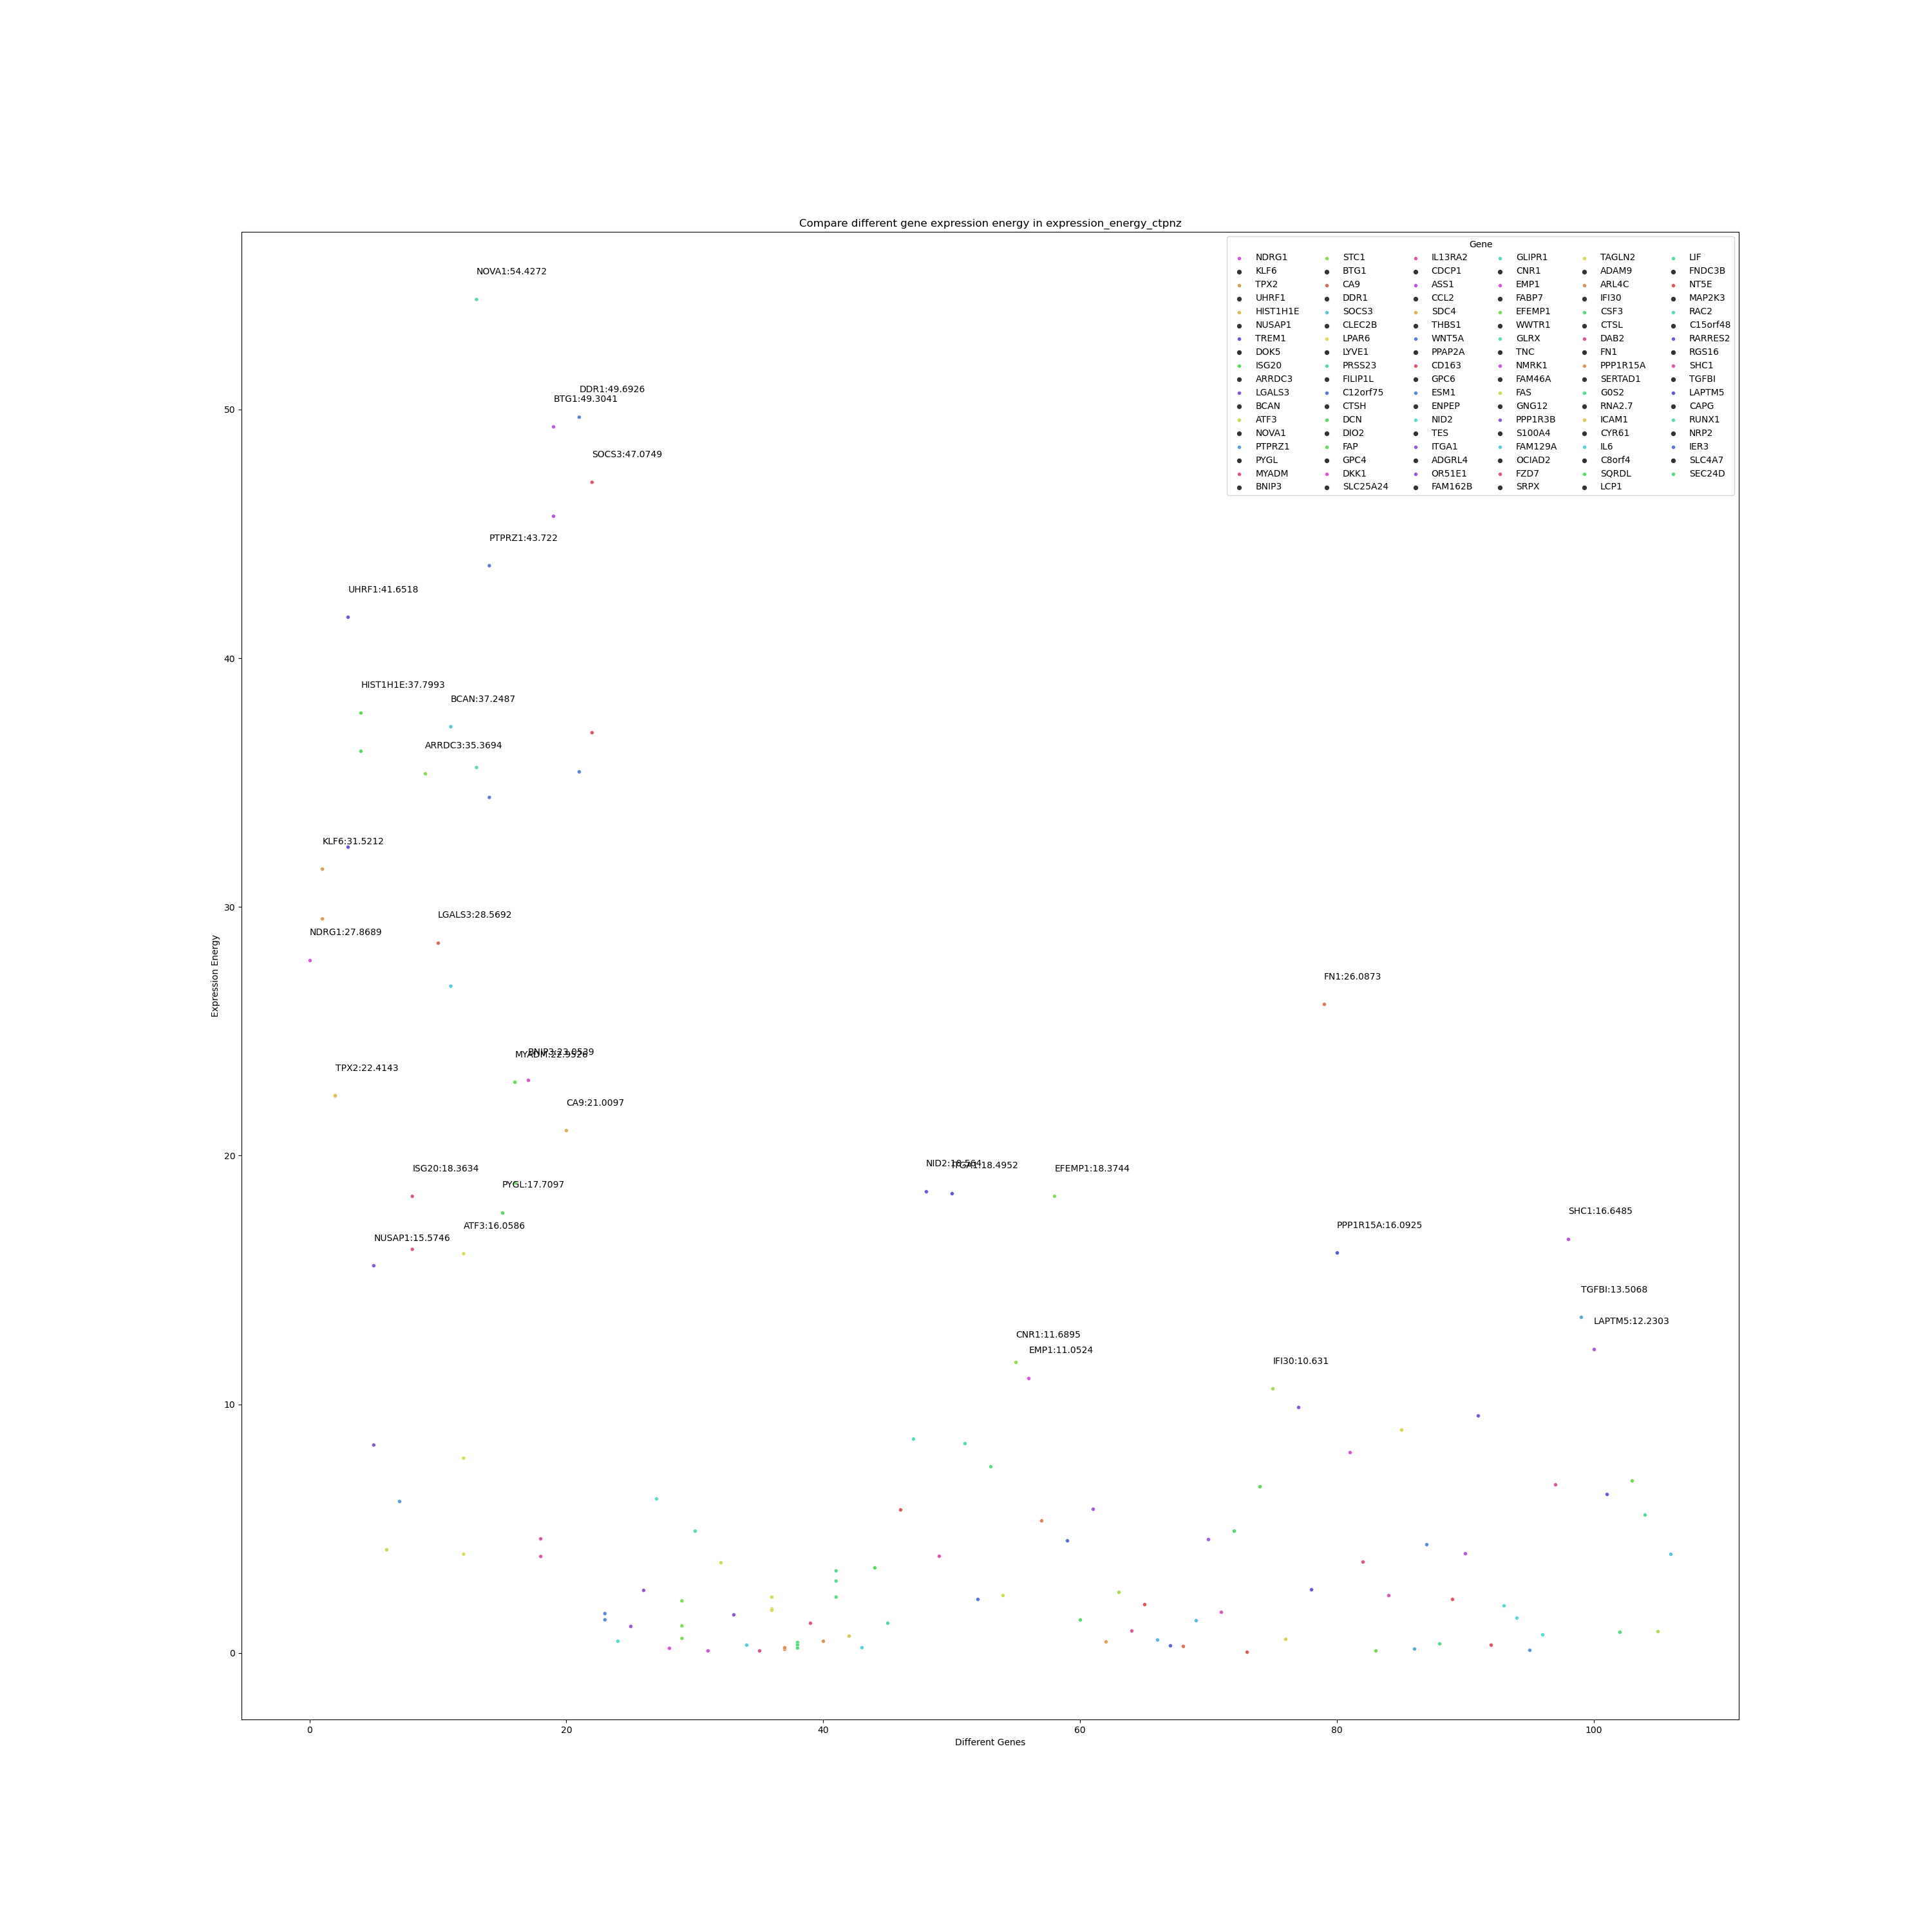 Compare different gene expression energy in expression_energy_ctpnz
Gene
NDRG1 STC1 IL13RA2 GLIPR1 TAGLN2 LIF
KLF6 BTG1 CDCP1 CNR1 ADAM9 FNDC3B
TPX2 CA9 ASS1 EMP1 ARL4C NT5E
UHRF1 DDR1 CCL2 FABP7 IFI30 MAP2K3
HIST1H1E SOCS3 SDC4 EFEMP1 CSF3 RAC2
NUSAP1 CLEC2B THBS1 WWTR1 CTSL C15orf48
TREM1 LPAR6 WNT5A GLRX DAB2 RARRES2
DOK5 LYVE1 PPAP2A TNC FN1 RGS16
ISG20 PRSS23 CD163 NMRK1 PPP1R15A SHC1
ARRDC3 FILIP1L GPC6 FAM46A SERTAD1 TGFBI
LGALS3 C12orf75 ESM1 FAS G0S2 LAPTM5
BCAN CTSH ENPEP GNG12 RNA2.7 CAPG
ATF3 DCN NID2 PPP1R3B ICAM1 RUNX1
NOVA1 DIO2 TES S100A4 CYR61 NRP2
PTPRZ1 FAP ITGA1 FAM129A IL6 IER3
PYGL GPC4 ADGRL4 OCIAD2 C8orf4 SLC4A7
MYADM DKK1 OR51E1 FZD7 SQRDL SEC24D
BNIP3 SLC25A24 FAM162B SRPX LCP1
NOVA1:54.4272
DDR1:49.6926
BTG1:49.3041
SOCS3:47.0749
PTPRZ1:43.722
UHRF1:41.6518
HIST1H1E:37.7993
BCAN:37.2487
ARRDC3:35.3694
KLF6:31.5212
LGALS3:28.5692
NDRG1:27.8689
FN1:26.0873
TPX2:22.4143
CA9:21.0097
ISG20:18.3634
ITGA1:18.4952
EFEMP1:18.3744
PYGL:17.7097
ATF3:16.0586
NUSAP1:15.5746
SHC1:16.6485
PPP1R15A:16.0925
TGFBI:13.5068
LAPTM5:12.2303
CNR1:11.6895
EMP1:11.0524
IFI30:10.631
50
40
30
20
10
0
Expression Energy
0 20 40 60 80 100
Different Genes